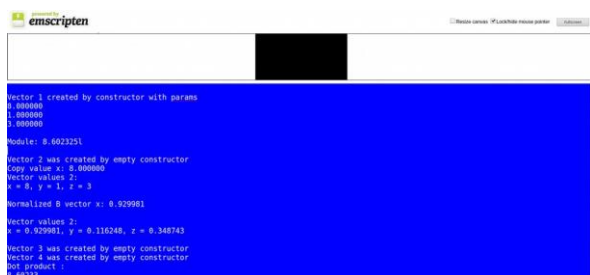 powered by
emscripten
Resize canvas Lock/hide mouse pointer Fullscreen
Vector 1 created by constructor with params
8.000000
1.000000
3.000000
Module: 8.602325l
Vector 2 was created by empty constructor
Copy value x: 8.000000
Vector values 2:
x = 8, y = 1, z = 3
Normalized B vector x: 0.929981
Vector values 2:
x = 0.929981, y = 0.116248, z = 0.348743
Vector 3 was created by empty constructor
Vector 4 was created by empty constructor
Dot product :
8.60233